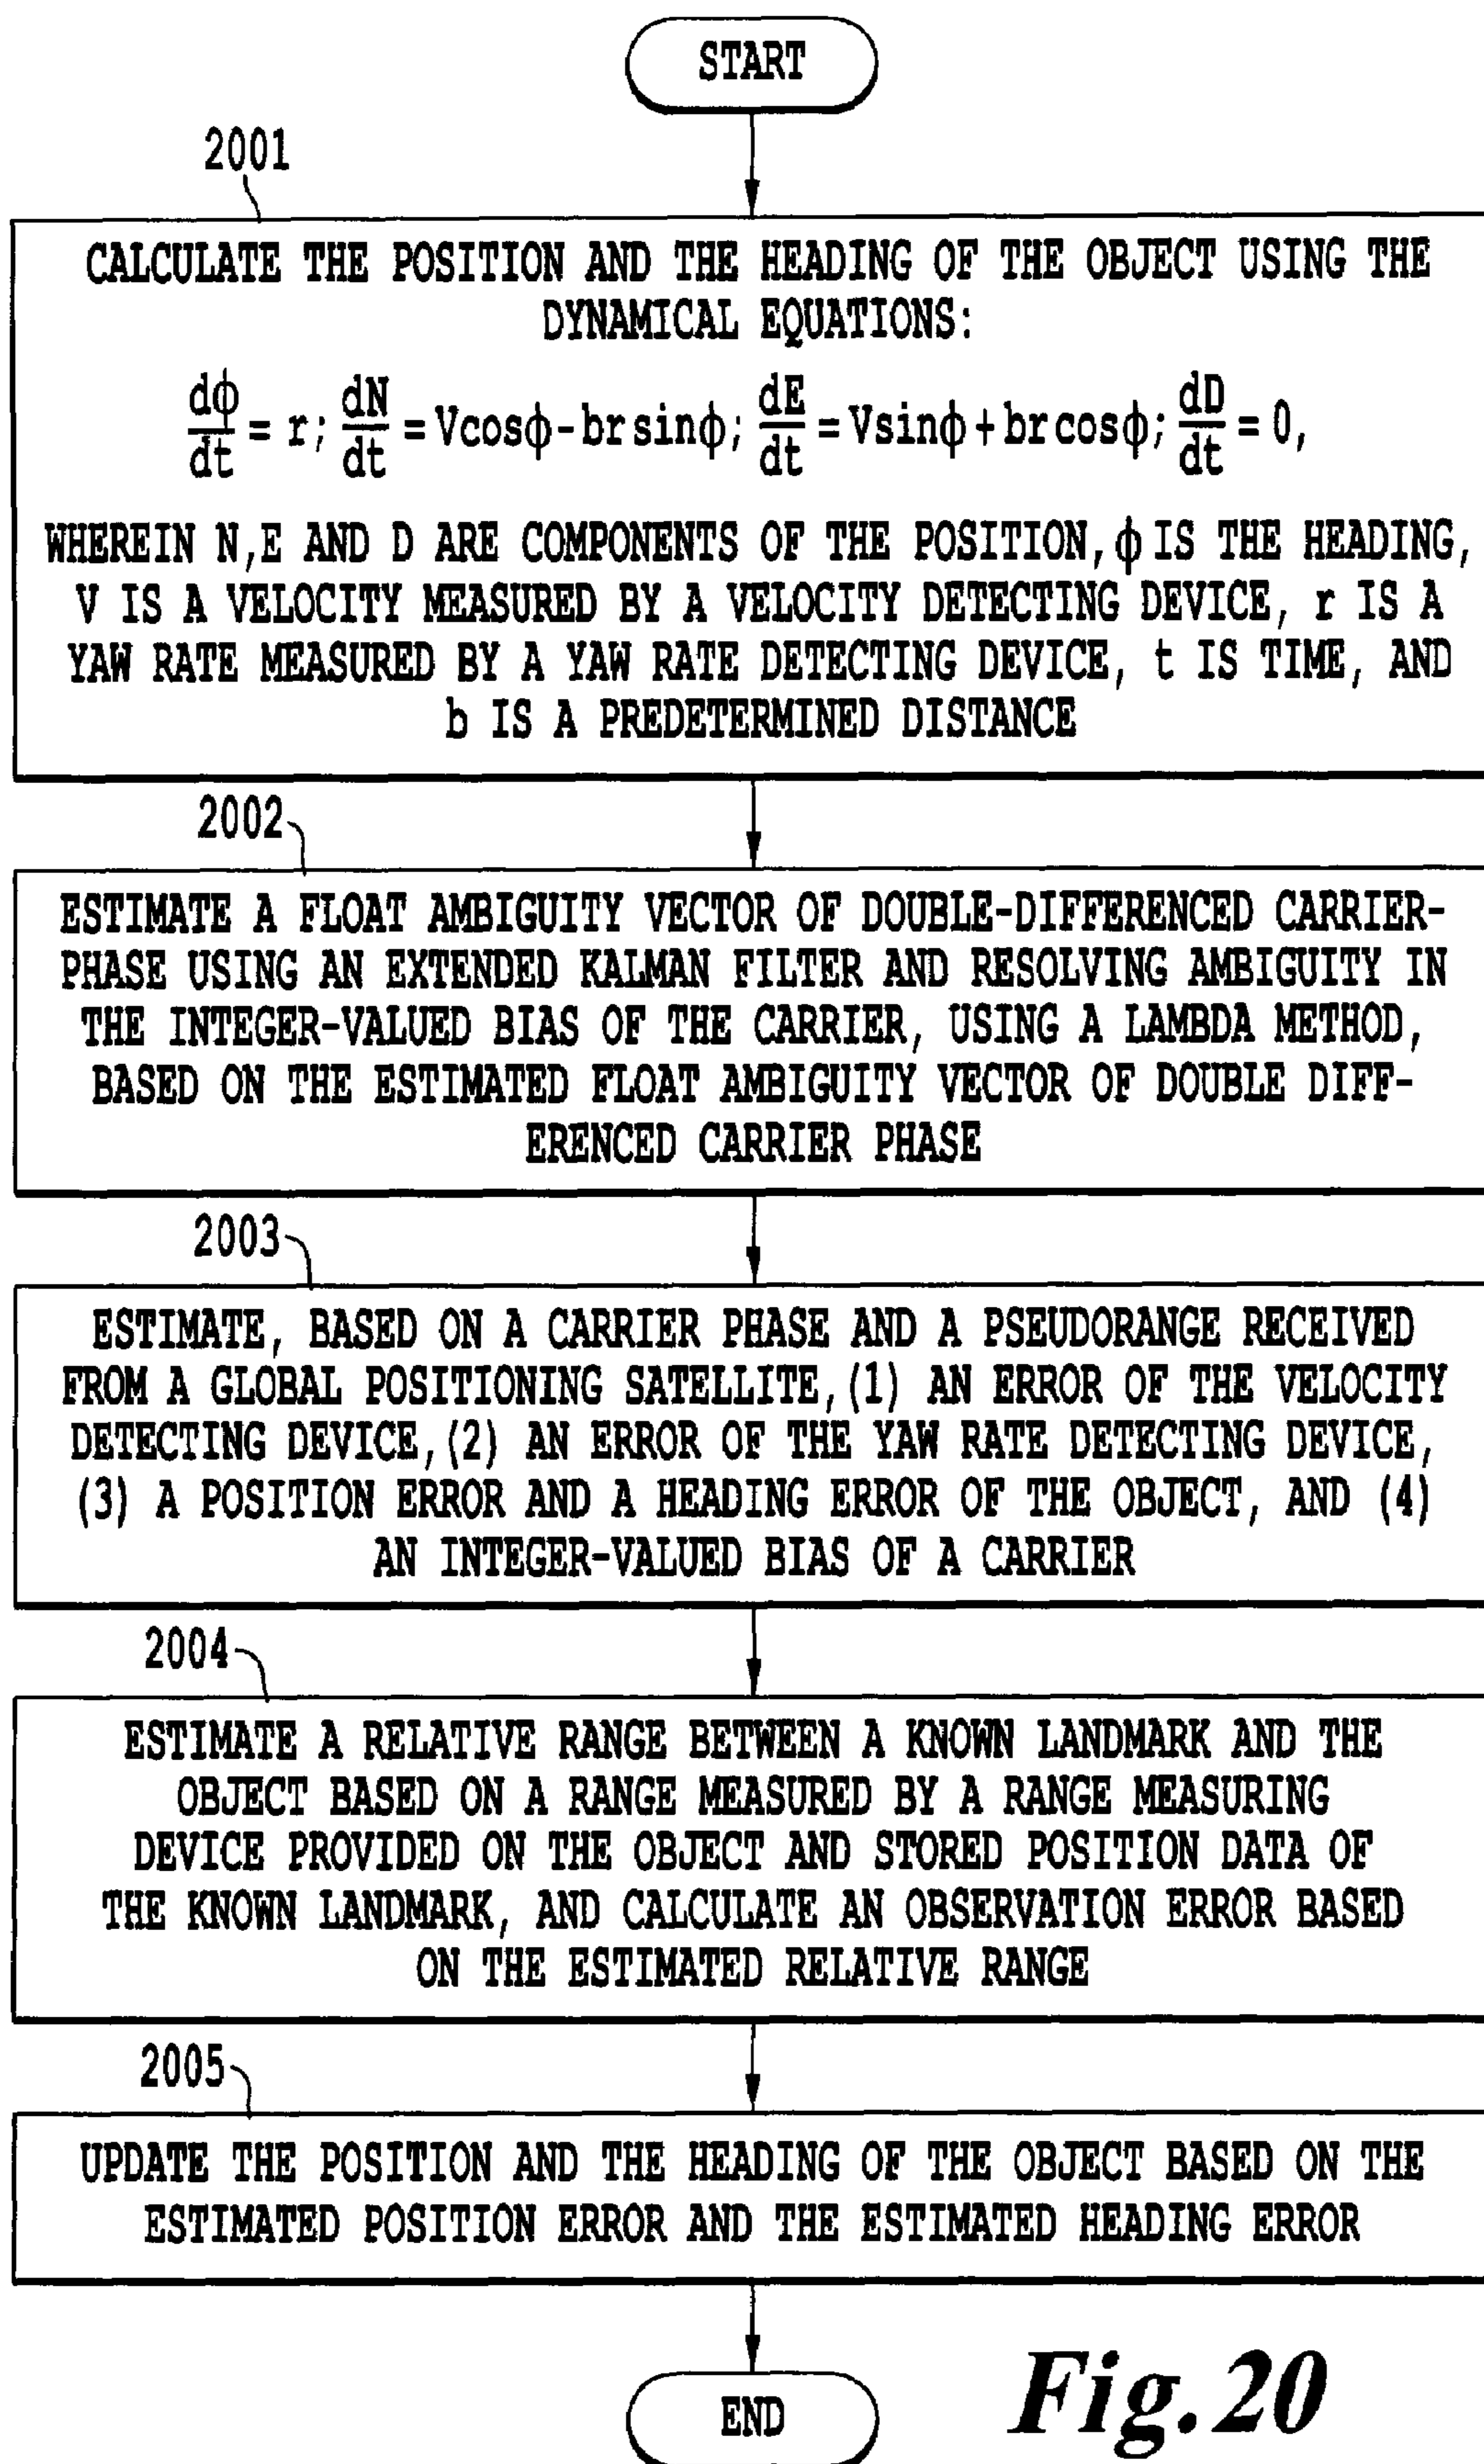 START
2001
CALCULATE THE POSITION AND THE HEADING OF THE OBJECT USING THE
DYNAMICAL EQUATIONS:
dϕ/dt = r; dN/dt = Vcosϕ-br sinϕ; dE/dt = Vsinϕ+br cosϕ; dD/dt = 0,
WHEREIN N,E AND D ARE COMPONENTS OF THE POSITION, ϕ IS THE HEADING,
V IS A VELOCITY MEASURED BY A VELOCITY DETECTING DEVICE, r IS A
YAW RATE MEASURED BY A YAW RATE DETECTING DEVICE, t IS TIME, AND
b IS A PREDETERMINED DISTANCE
2002
ESTIMATE A FLOAT AMBIGUITY VECTOR OF DOUBLE-DIFFERENCED CARRIER-
PHASE USING AN EXTENDED KALMAN FILTER AND RESOLVING AMBIGUITY IN
THE INTEGER-VALUED BIAS OF THE CARRIER, USING A LAMBDA METHOD,
BASED ON THE ESTIMATED FLOAT AMBIGUITY VECTOR OF DOUBLE DIFF-
ERENCED CARRIER PHASE
2003
ESTIMATE, BASED ON A CARRIER PHASE AND A PSEUDORANGE RECEIVED
FROM A GLOBAL POSITIONING SATELLITE, (1) AN ERROR OF THE VELOCITY
DETECTING DEVICE, (2) AN ERROR OF THE YAW RATE DETECTING DEVICE,
(3) A POSITION ERROR AND A HEADING ERROR OF THE OBJECT, AND (4)
AN INTEGER-VALUED BIAS OF A CARRIER
2004
ESTIMATE A RELATIVE RANGE BETWEEN A KNOWN LANDMARK AND THE
OBJECT BASED ON A RANGE MEASURED BY A RANGE MEASURING
DEVICE PROVIDED ON THE OBJECT AND STORED POSITION DATA OF
THE KNOWN LANDMARK, AND CALCULATE AN OBSERVATION ERROR BASED
ON THE ESTIMATED RELATIVE RANGE
2005
UPDATE THE POSITION AND THE HEADING OF THE OBJECT BASED ON THE
ESTIMATED POSITION ERROR AND THE ESTIMATED HEADING ERROR
END
Fig. 20